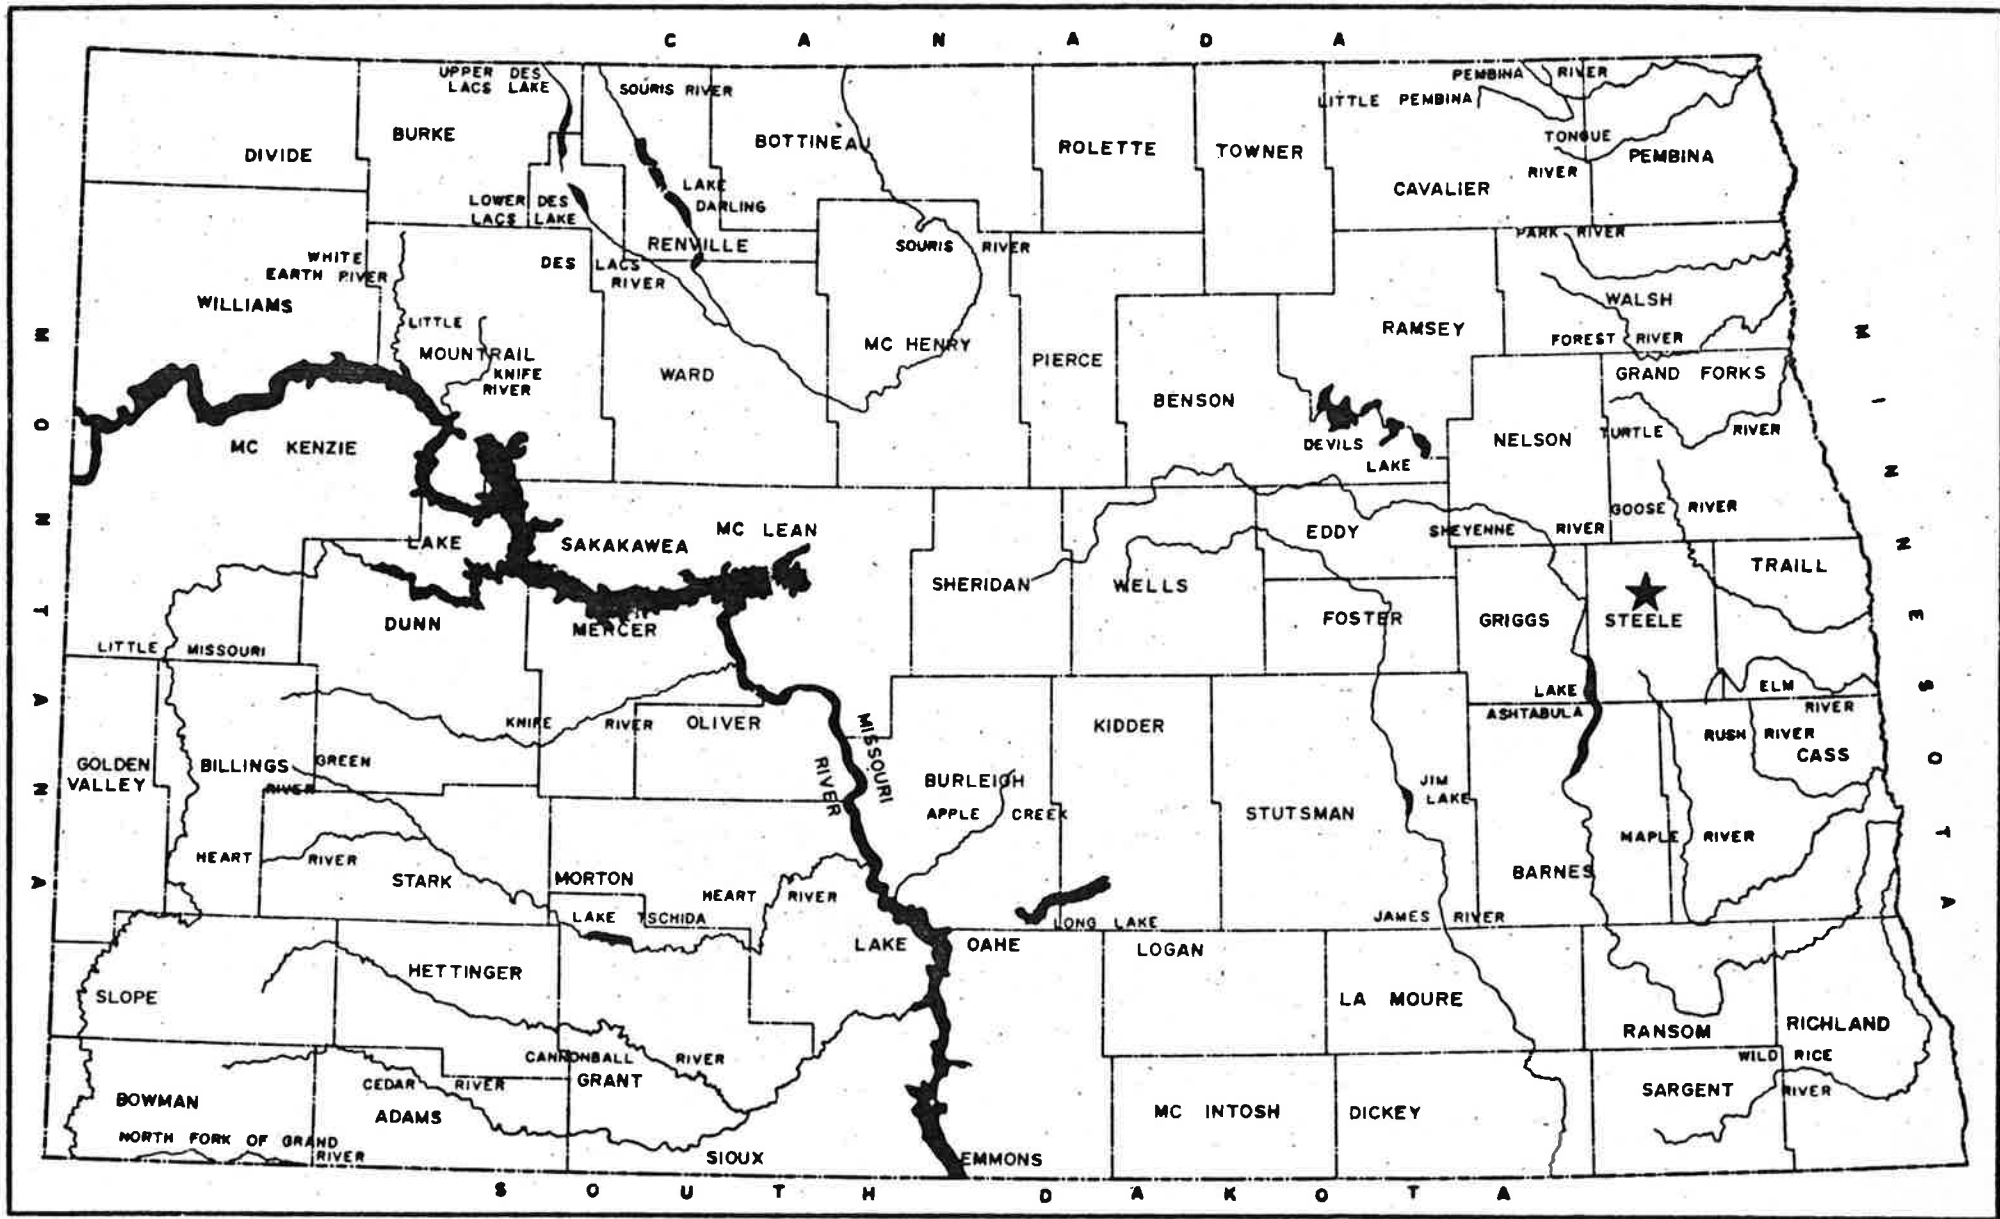 C A N A D A
UPPER DES
LACS LAKE
SOURIS RIVER
PEMBINA RIVER
LITTLE PEMBINA
BURKE
BOTTINEAU
ROLETTE
TOWNER
TONGUE
RIVER
PEMBINA
DIVIDE
CAVALIER
LAKE
DARLING
LOWER DES
LACS LAKE
RENVILLE
SOURIS RIVER
PARK RIVER
WHITE
EARTH RIVER
DES LACS
RIVER
WILLIAMS
WALSH
LITTLE
KNIFE
RIVER
MOUNTRAIL
WARD
MC HENRY
PIERCE
RAMSEY
FOREST RIVER
GRAND FORKS
BENSON
MC KENZIE
DEVILS
LAKE
NELSON
TURTLE RIVER
GOOSE RIVER
MC LEAN
EDDY
SHEYENNE RIVER
LAKE SAKAKAWEA
SHERIDAN
WELLS
TRAILL
DUNN
MERCER
FOSTER
GRIGGS
STEELE
LITTLE MISSOURI
LAKE
ASHTABULA
ELM
RIVER
KNIFE RIVER
OLIVER
MISSOURI
RIVER
KIDDER
RUSH RIVER
CASS
GOLDEN
VALLEY
BILLINGS
GREEN
RIVER
BURLEIGH
APPLE CREEK
JIM
LAKE
STUTSMAN
MAPLE RIVER
HEART RIVER
STARK
MORTON
HEART RIVER
BARNES
LAKE TSCHIDA
LONG LAKE
JAMES RIVER
LAKE OAHE
LOGAN
HETTINGER
SLOPE
LA MOURE
RANSOM
RICHLAND
CANNONBALL RIVER
GRANT
WILD RICE
RIVER
CEDAR RIVER
BOWMAN
ADAMS
MC INTOSH
DICKEY
SARGENT
NORTH FORK OF GRAND
RIVER
SIOUX
EMMONS
S O U T H D A K O T A
M O N T A N A
M I N N E S O T A